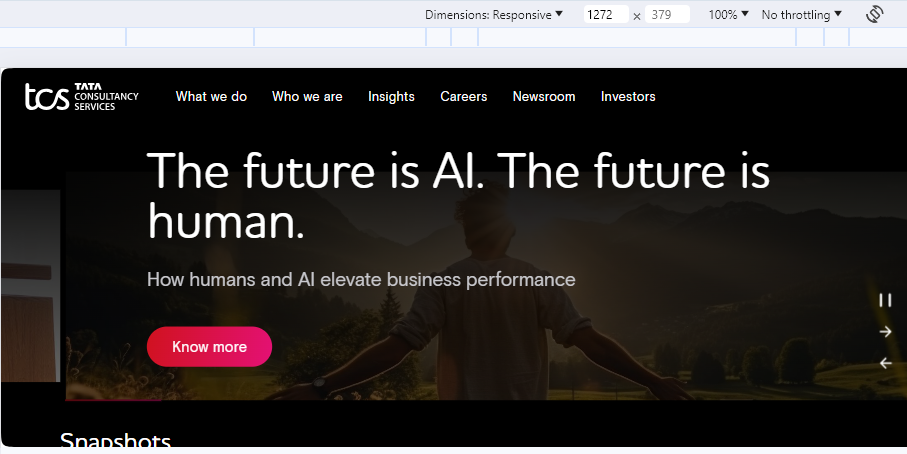 Dimensions: Responsive 1272 × 379 100% No throttling
tcs TATA
CONSULTANCY
SERVICES
What we do Who we are Insights Careers Newsroom Investors
The future is AI. The future is
human.
How humans and AI elevate business performance
Know more
Snapshots